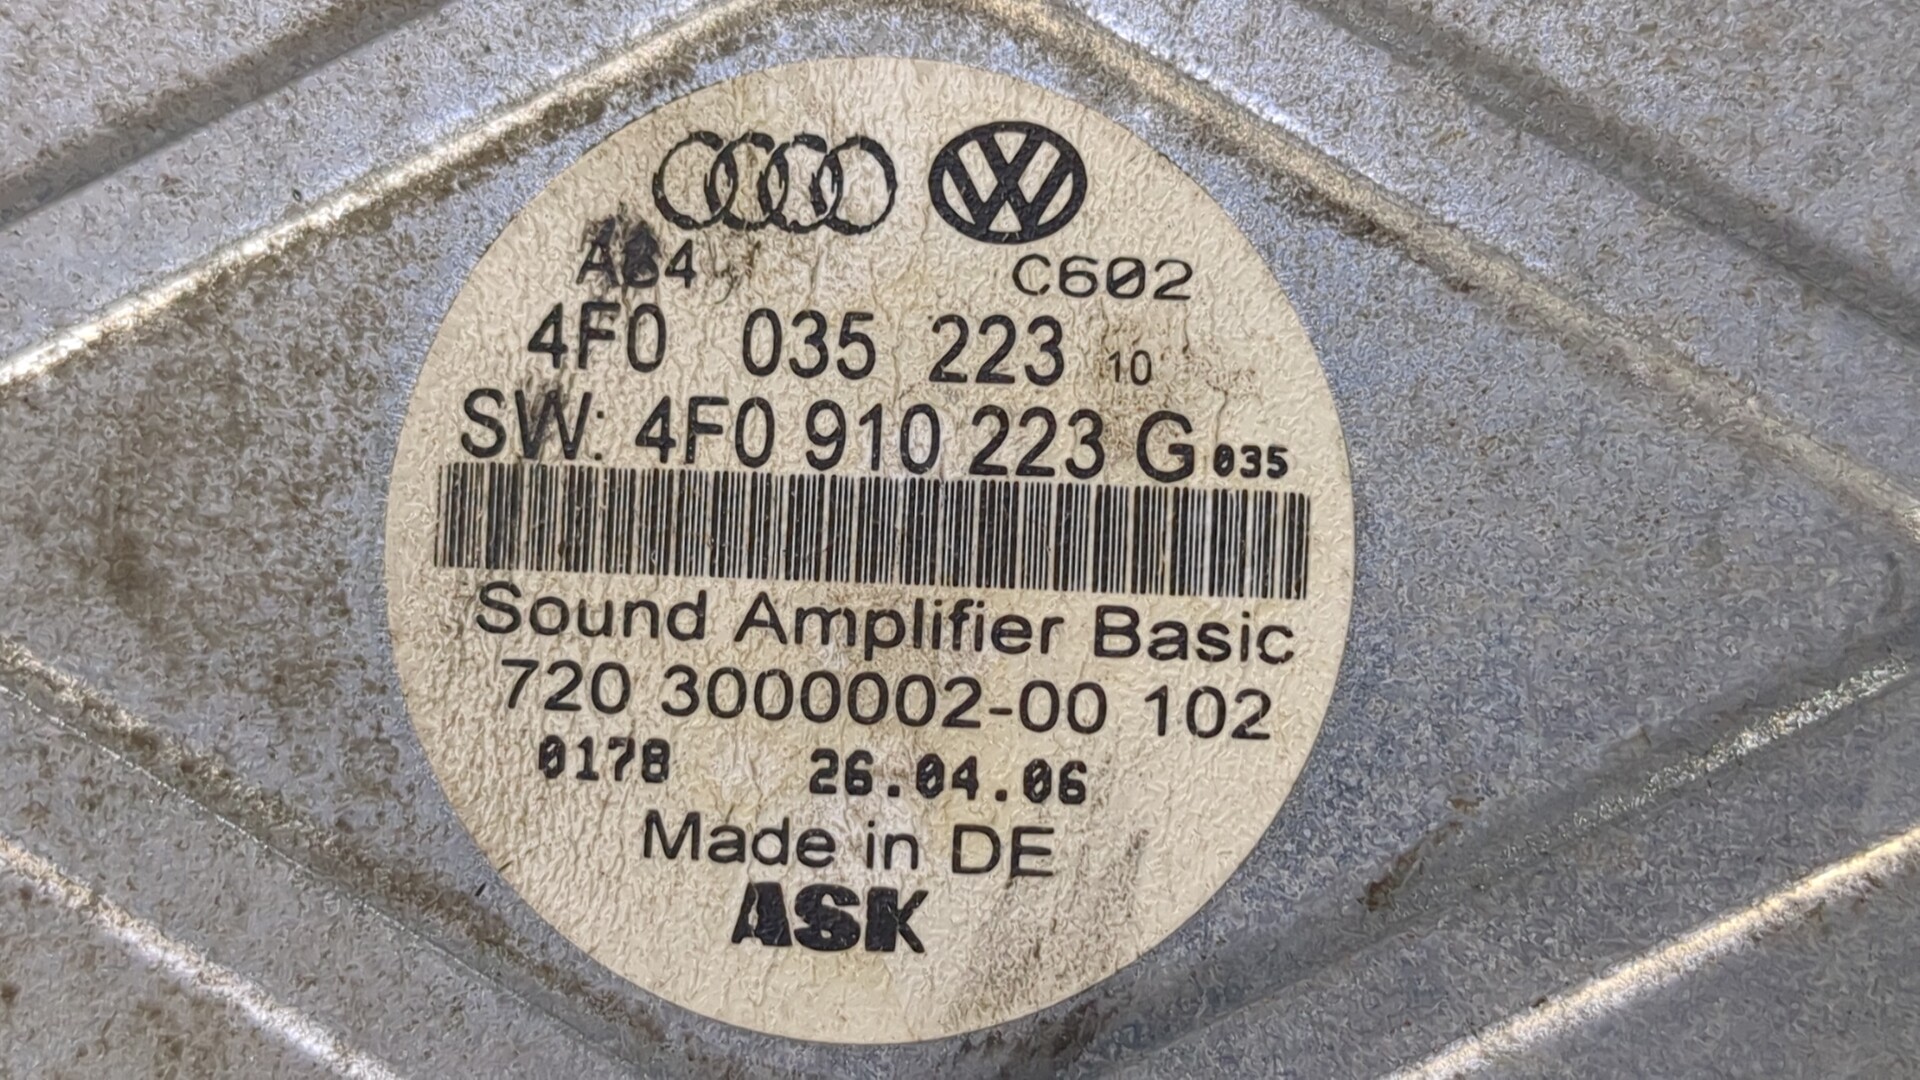 C602
4F0 035 223 10
SW: 4F0 910 223 G 035
Sound Amplifier Basic
720 3000002-00 102
0178 26.04.06
Made in DE
ASK